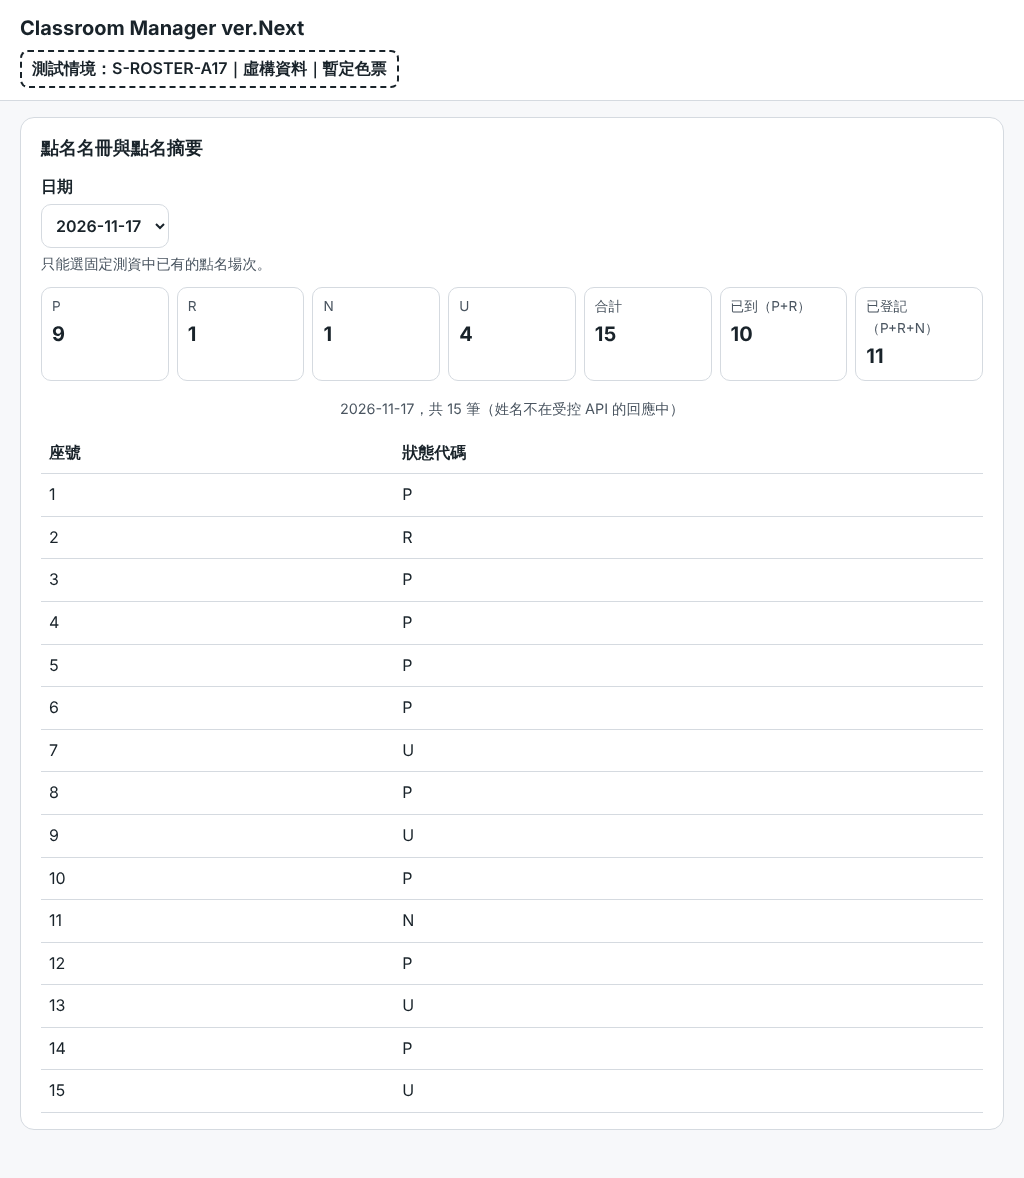 Classroom Manager ver.Next
測試情境：S-ROSTER-A17｜虛構資料｜暫定色票
點名名冊與點名摘要
日期
2026-11-17
只能選固定測資中已有的點名場次。
P
9
R
1
N
1
U
4
合計
15
已到（P+R）
10
已登記
（P+R+N）
11
2026-11-17，共 15 筆（姓名不在受控 API 的回應中）
座號 狀態代碼
1 P
2 R
3 P
4 P
5 P
6 P
7 U
8 P
9 U
10 P
11 N
12 P
13 U
14 P
15 U